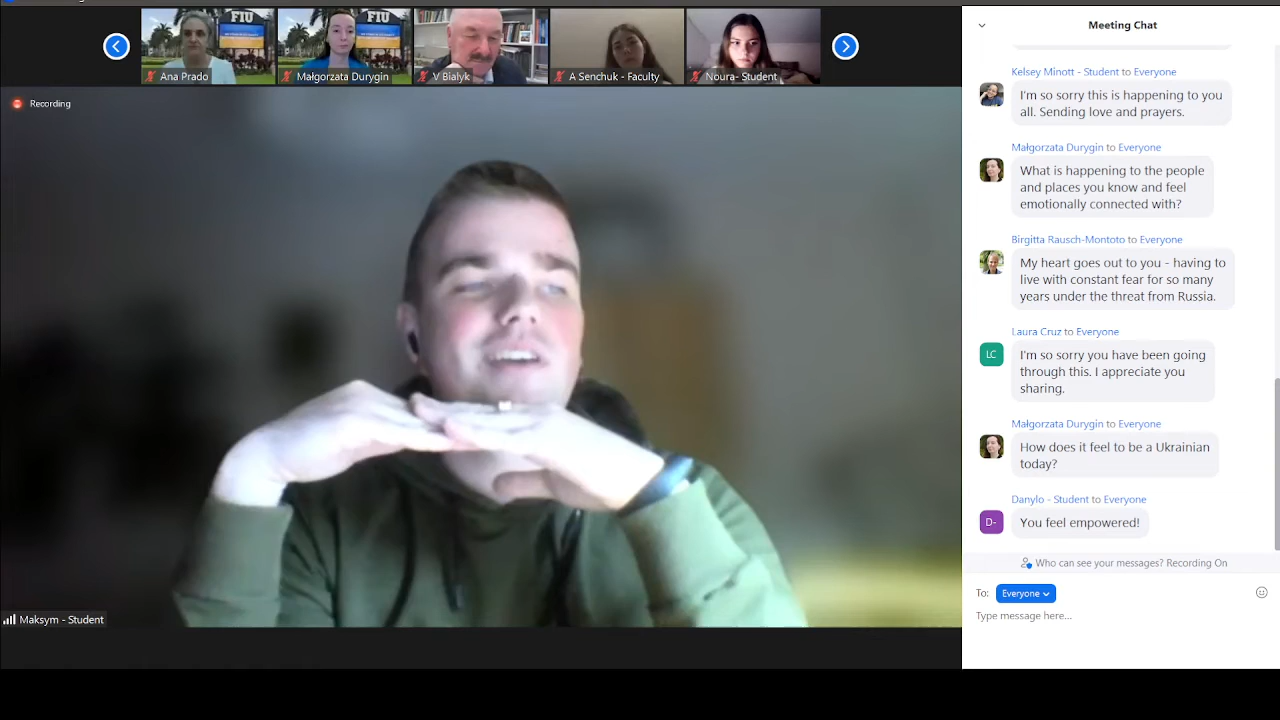 FIU
FIU
Ana Prado
Małgorzata Durygin
V Bialyk
A Senchuk - Faculty
Noura- Student
Recording
Maksym - Student
Meeting Chat
Kelsey Minott - Student to Everyone
I'm so sorry this is happening to you
all. Sending love and prayers.
Małgorzata Durygin to Everyone
What is happening to the people
and places you know and feel
emotionally connected with?
Birgitta Rausch-Montoto to Everyone
My heart goes out to you - having to
live with constant fear for so many
years under the threat from Russia.
Laura Cruz to Everyone
LC
I'm so sorry you have been going
through this. I appreciate you
sharing.
Małgorzata Durygin to Everyone
How does it feel to be a Ukrainian
today?
Danylo - Student to Everyone
D-
You feel empowered!
Who can see your messages? Recording On
To: Everyone
Type message here...